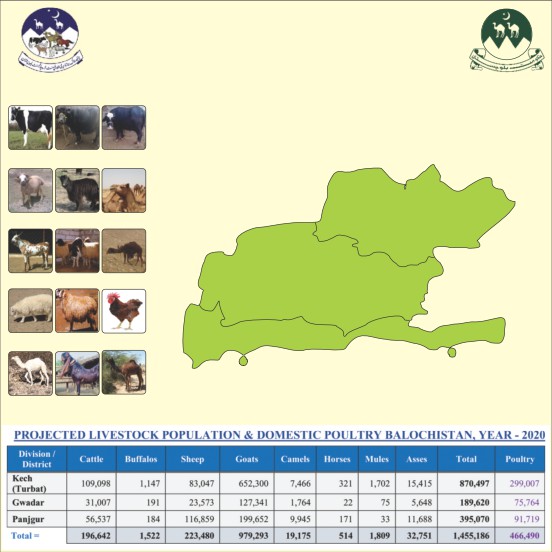 PROJECTED LIVESTOCK POPULATION & DOMESTIC POULTRY BALOCHISTAN, YEAR - 2020
Division / District Cattle Buffalos Sheep Goats Camels Horses Mules Asses Total Poultry
Kech (Turbat) 109,098 1,147 83,047 652,300 7,466 321 1,702 15,415 870,497 299,007
Gwadar 31,007 191 23,573 127,341 1,764 22 75 5,648 189,620 75,764
Panjgur 56,537 184 116,859 199,652 9,945 171 33 11,688 395,070 91,719
Total = 196,642 1,522 223,480 979,293 19,175 514 1,809 32,751 1,455,186 466,490